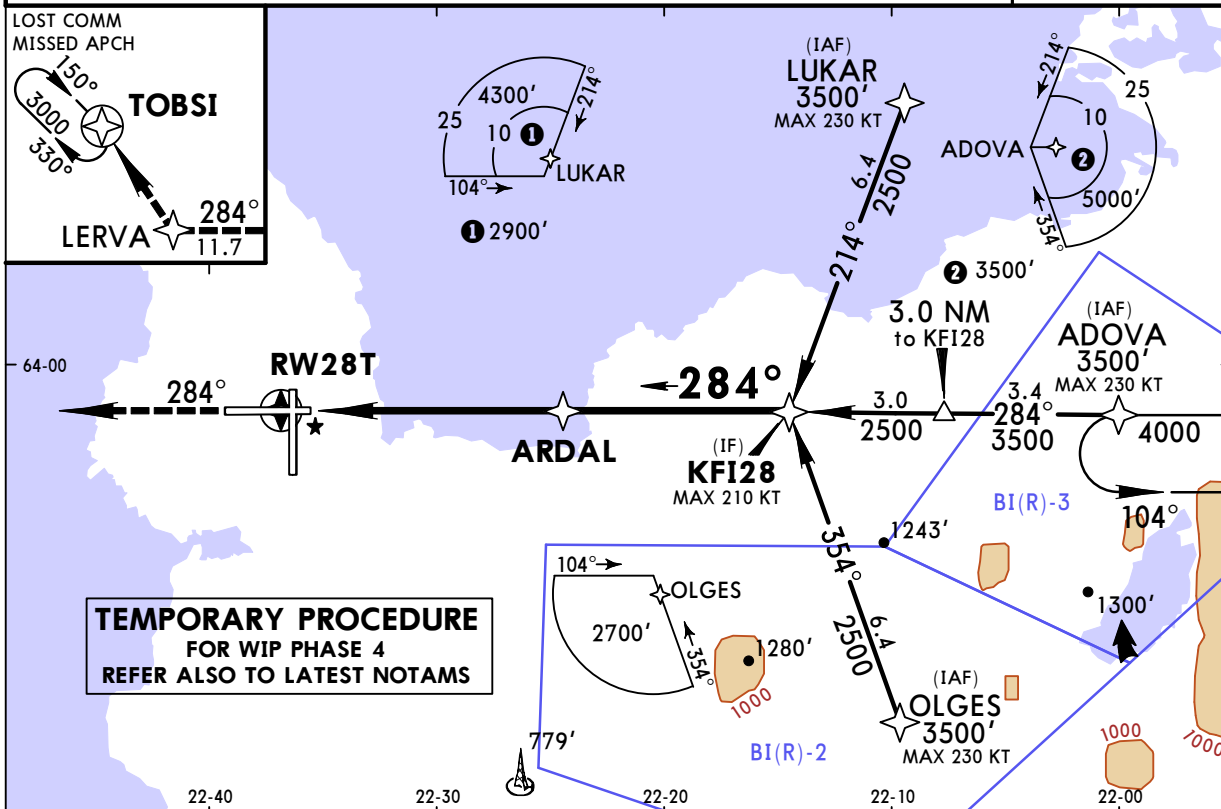 LOST COMM
MISSED APCH
150°
TOBSI
3000
330°
LERVA
284°
11.7
4300'
25
10
1
214°
LUKAR
104°
1 2900'
(IAF)
LUKAR
3500'
MAX 230 KT
6.4
2500
214°
214°
25
10
ADOVA
2
5000'
354°
2 3500'
3.0 NM
to KFI28
(IAF)
ADOVA
3500'
MAX 230 KT
64-00
RW28T
284°
284°
ARDAL
(IF)
KFI28
MAX 210 KT
3.0
2500
3.4
284°
3500
4000
104°
BI(R)-3
1243'
1300'
354°
6.4
2500
104°
OLGES
2700'
354°
1280'
1000
TEMPORARY PROCEDURE
FOR WIP PHASE 4
REFER ALSO TO LATEST NOTAMS
(IAF)
OLGES
3500'
MAX 230 KT
BI(R)-2
779'
1000
1000
22-40
22-30
22-20
22-10
22-00